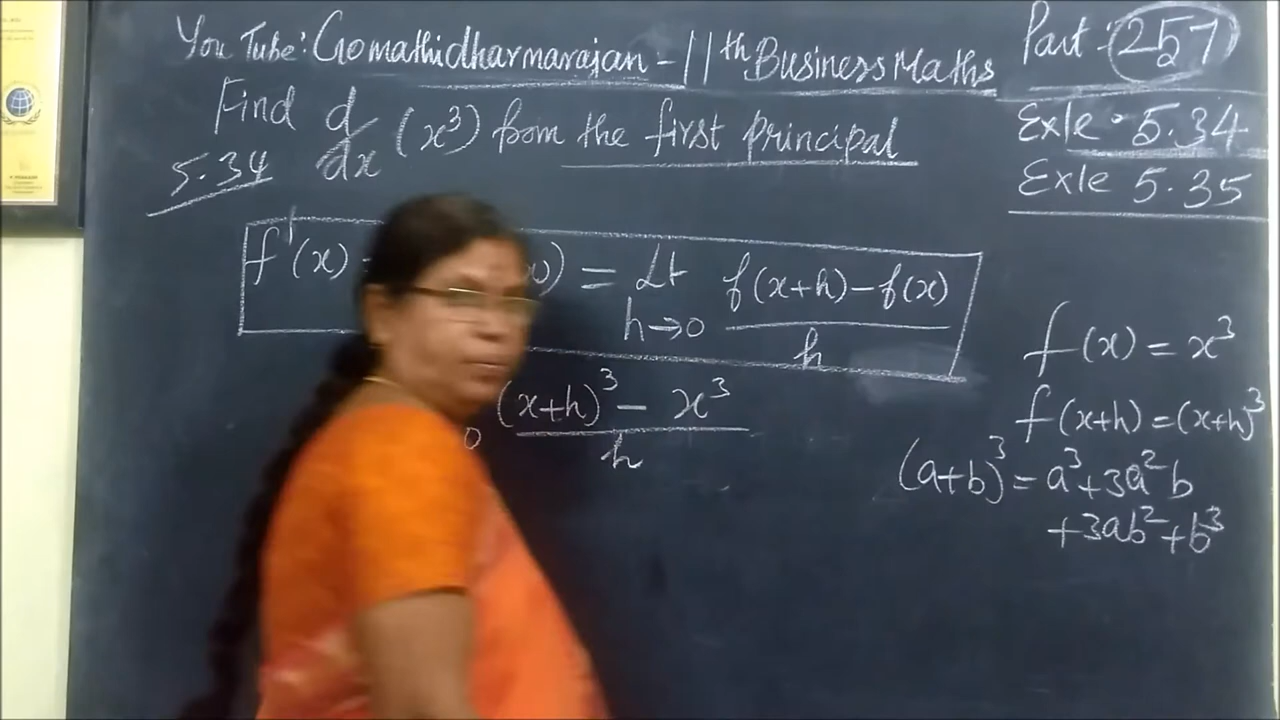 You Tube: Gomathidharmarajan - 11th Business Maths
Part - 257
Find d/dx (x³) from the first principal
5.34
Exle 5.34
Exle 5.35
f'(x) = Lt h→0 f(x+h) - f(x) / h
f(x) = x³
f(x+h) = (x+h)³
(x+h)³ - x³ / h
(a+b)³ = a³ + 3a²b
+ 3ab² + b³